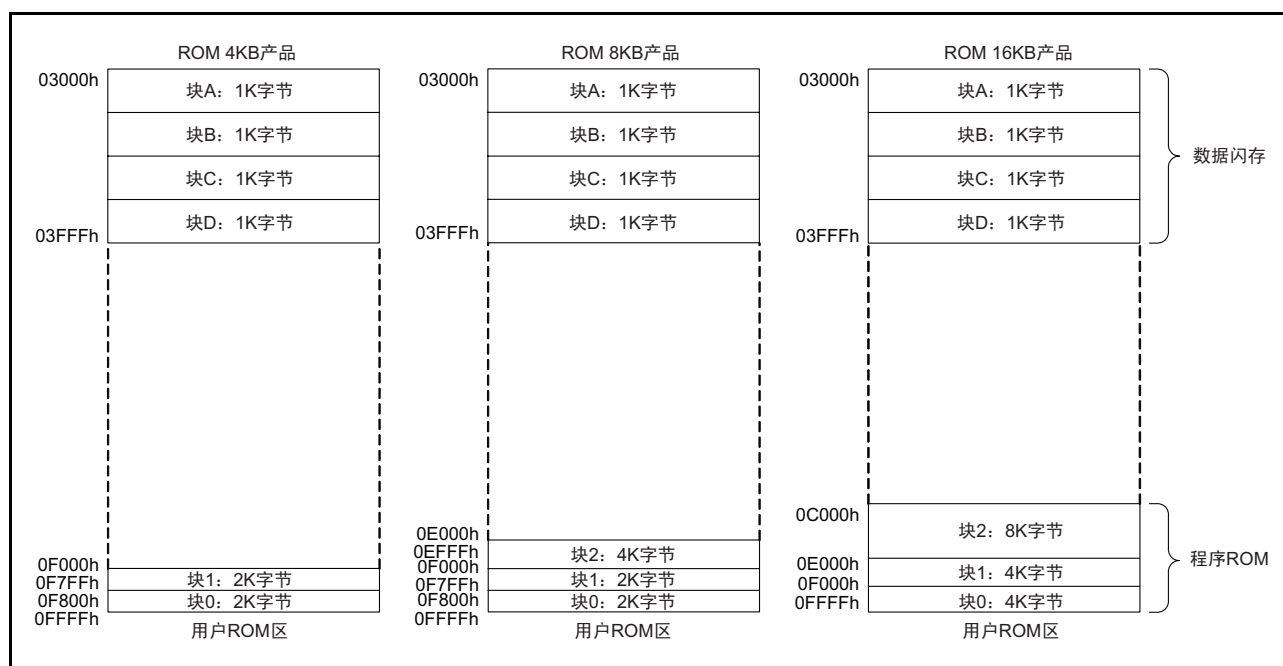 ROM 4KB产品
03000h
块A：1K字节
块B：1K字节
块C：1K字节
块D：1K字节
03FFFh
0F000h
0F7FFh
块1：2K字节
0F800h
块0：2K字节
0FFFFh
用户ROM区
ROM 8KB产品
03000h
块A：1K字节
块B：1K字节
块C：1K字节
块D：1K字节
03FFFh
0E000h
0EFFFh
块2：4K字节
0F000h
0F7FFh
块1：2K字节
0F800h
块0：2K字节
0FFFFh
用户ROM区
ROM 16KB产品
03000h
块A：1K字节
块B：1K字节
块C：1K字节
块D：1K字节
03FFFh
数据闪存
0C000h
块2：8K字节
0E000h
块1：4K字节
0F000h
块0：4K字节
0FFFFh
程序ROM
用户ROM区